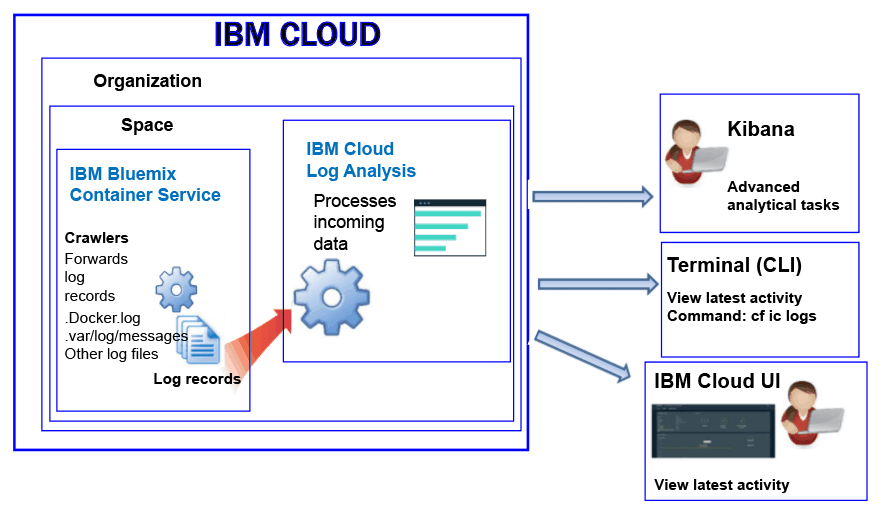 IBM CLOUD
Organization
Space
IBM Bluemix
Container Service
Crawlers
Forwards
log
records
.Docker.log
.var/log/messages
Other log files
Log records
IBM Cloud
Log Analysis
Processes
incoming
data
Kibana
Advanced
analytical tasks
Terminal (CLI)
View latest activity
Command: cf ic logs
IBM Cloud UI
View latest activity